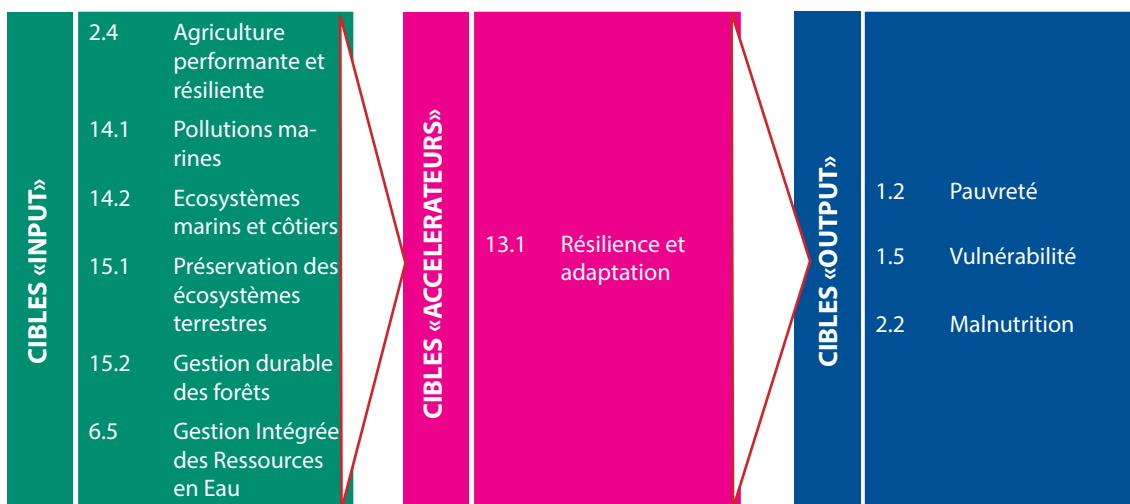 CIBLES «INPUT»
2.4 Agriculture
performante et
résiliente
14.1 Pollutions ma-
rines
14.2 Ecosystèmes
marins et côtiers
15.1 Préservation des
écosystèmes
terrestres
15.2 Gestion durable
des forêts
6.5 Gestion Intégrée
des Ressources
en Eau
CIBLES «ACCELERATEURS»
13.1 Résilience et
adaptation
CIBLES «OUTPUT»
1.2 Pauvreté
1.5 Vulnérabilité
2.2 Malnutrition